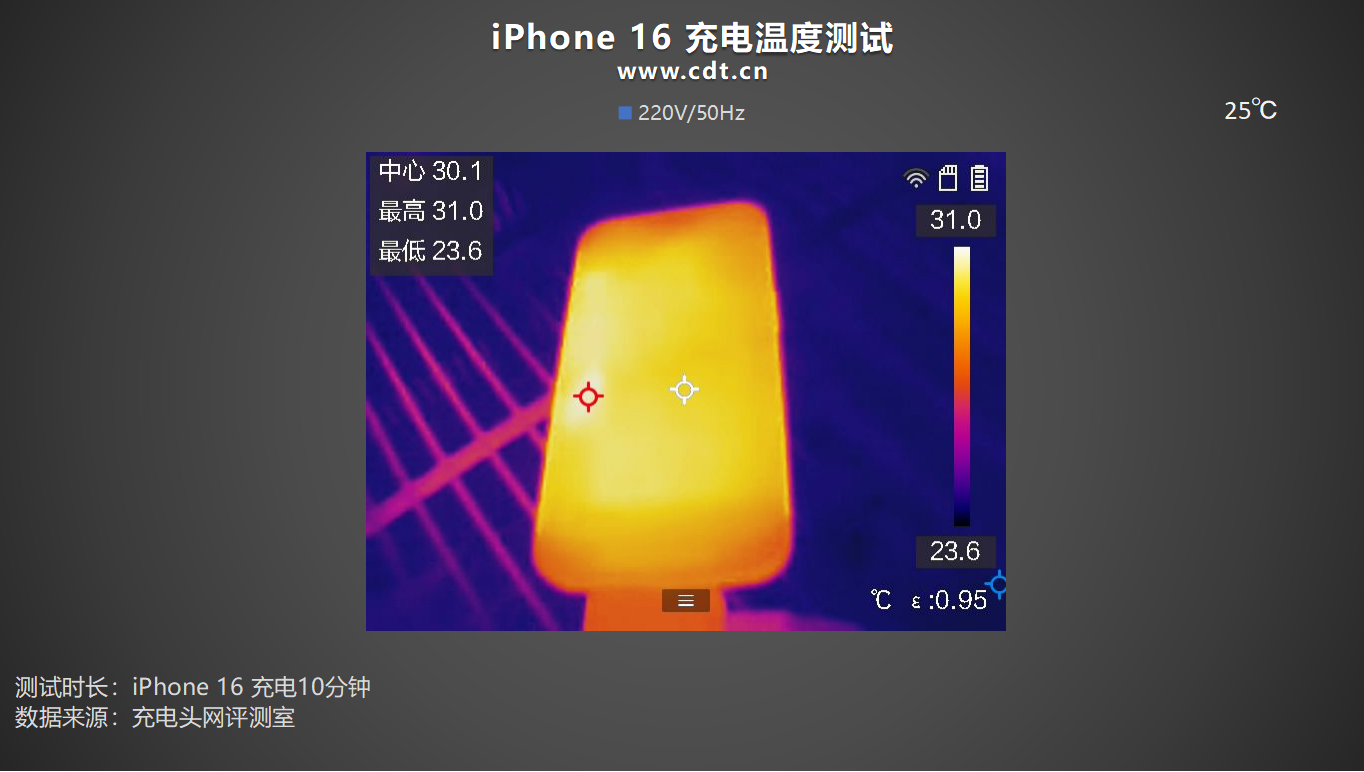 iPhone 16 充电温度测试
www.cdt.cn
220V/50Hz
25℃
中心 30.1
最高 31.0
最低 23.6
31.0
23.6
℃ ε:0.95
测试时长：iPhone 16 充电10分钟
数据来源：充电头网评测室